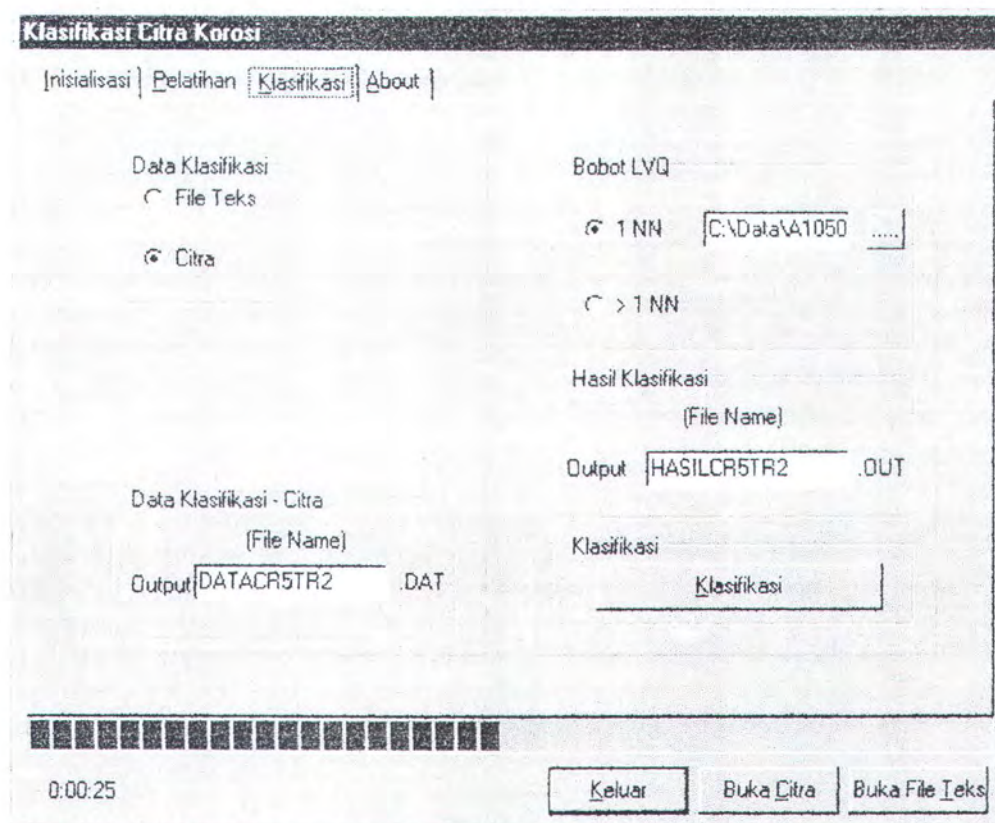 Klasifikasi Citra Korosi
Inisialisasi Pelatihan Klasifikasi About
Data Klasifikasi
File Teks
Citra
Data Klasifikasi - Citra
(File Name)
Output DATACR5TR2 .DAT
Bobot LVQ
1 NN C:\Data\A1050 ....
> 1 NN
Hasil Klasifikasi
(File Name)
Output HASILCR5TR2 .OUT
Klasifikasi
Klasifikasi
0:00:25 Keluar Buka Citra Buka File Teks